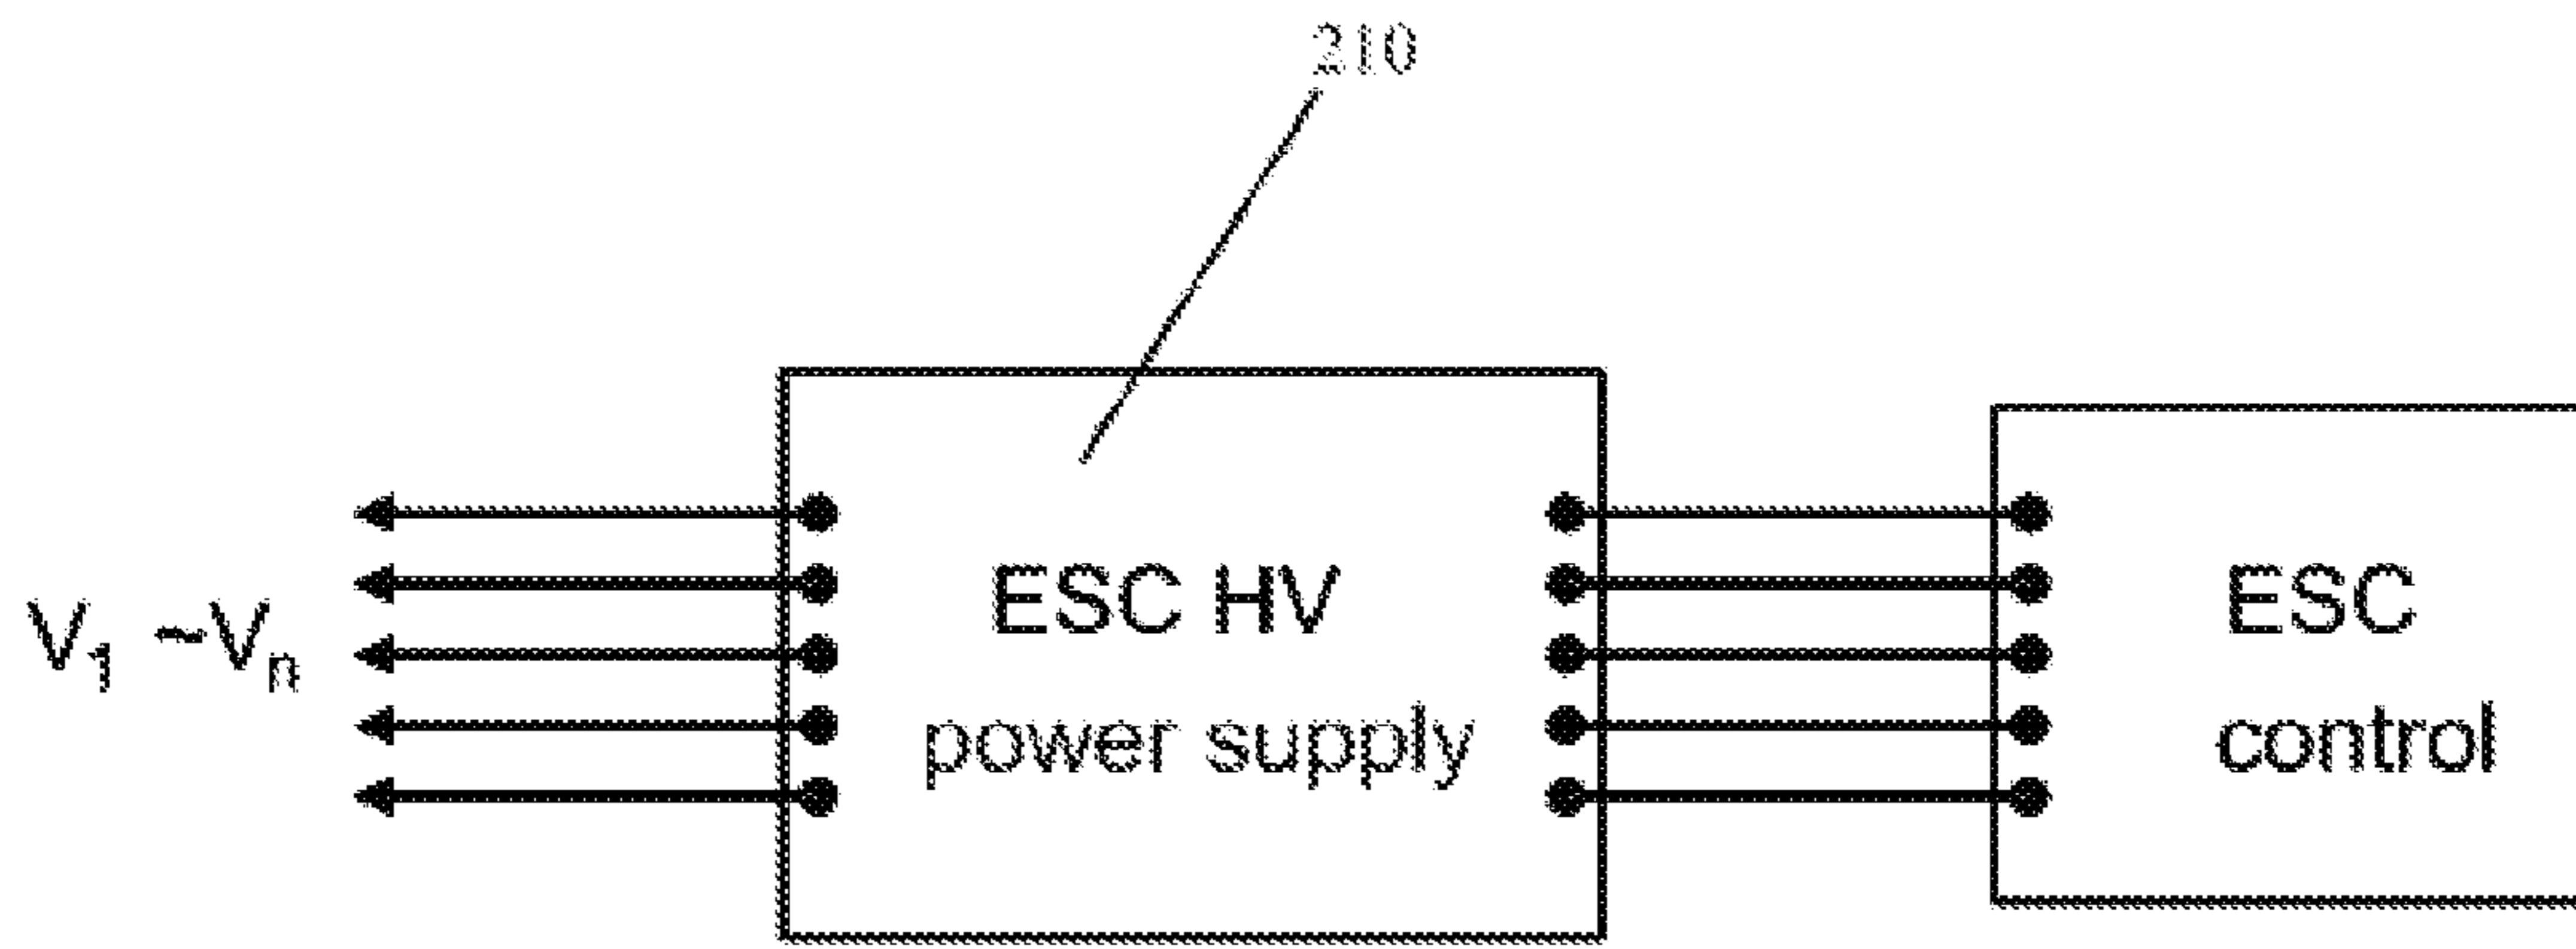 210
V₁ ~Vₙ
ESC HV
power supply
ESC
control